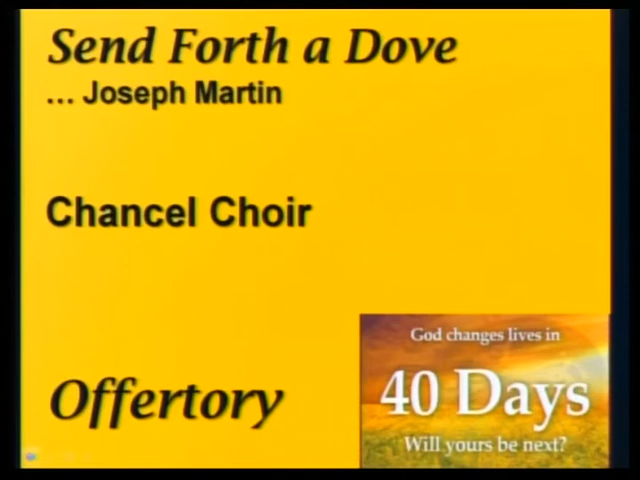 Send Forth a Dove
... Joseph Martin
Chancel Choir
Offertory
God changes lives in
40 Days
Will yours be next?